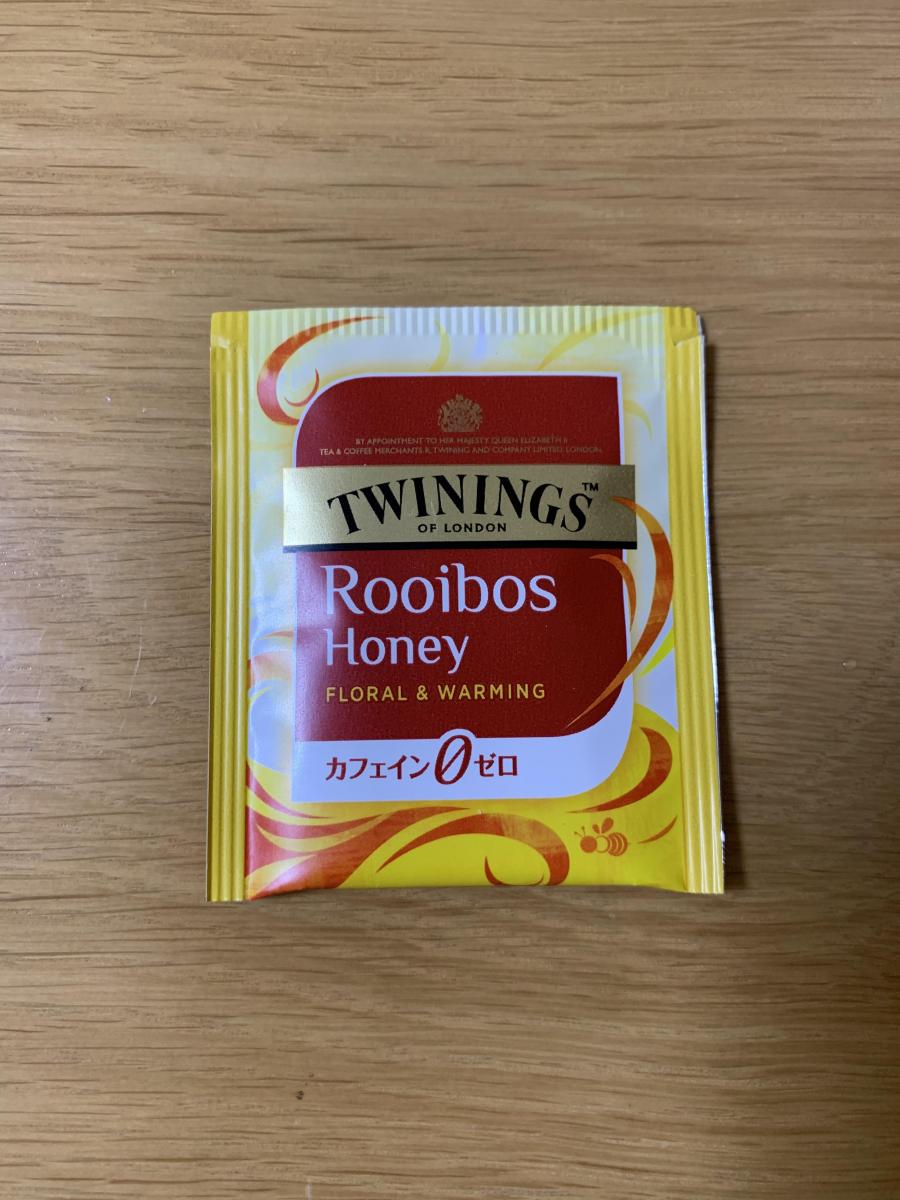 BY APPOINTMENT TO HER MAJESTY QUEEN ELIZABETH II
TEA & COFFEE MERCHANTS R. TWINING AND COMPANY LIMITED LONDON
TWININGS™
OF LONDON
Rooibos
Honey
FLORAL & WARMING
カフェイン0ゼロ